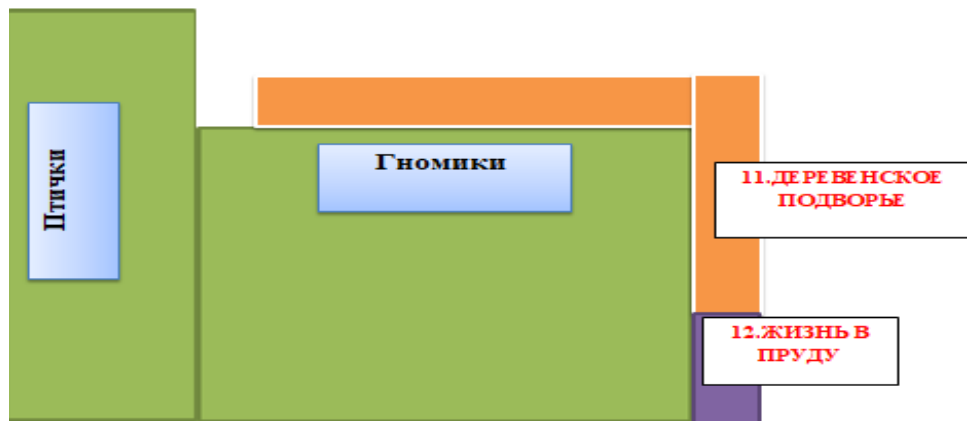 Птички
Гномики
11.ДЕРЕВЕНСКОЕ
ПОДВОРЬЕ
12.ЖИЗНЬ В
ПРУДУ